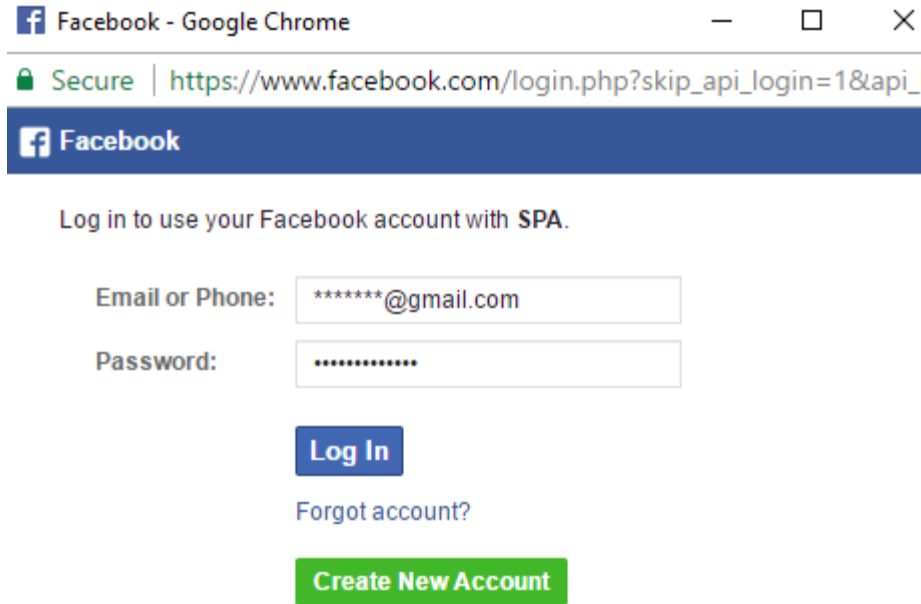 Facebook - Google Chrome
Secure | https://www.facebook.com/login.php?skip_api_login=1&api_
Facebook
Log in to use your Facebook account with SPA.
Email or Phone: *******@gmail.com
Password: •••••••••••••
Log In
Forgot account?
Create New Account